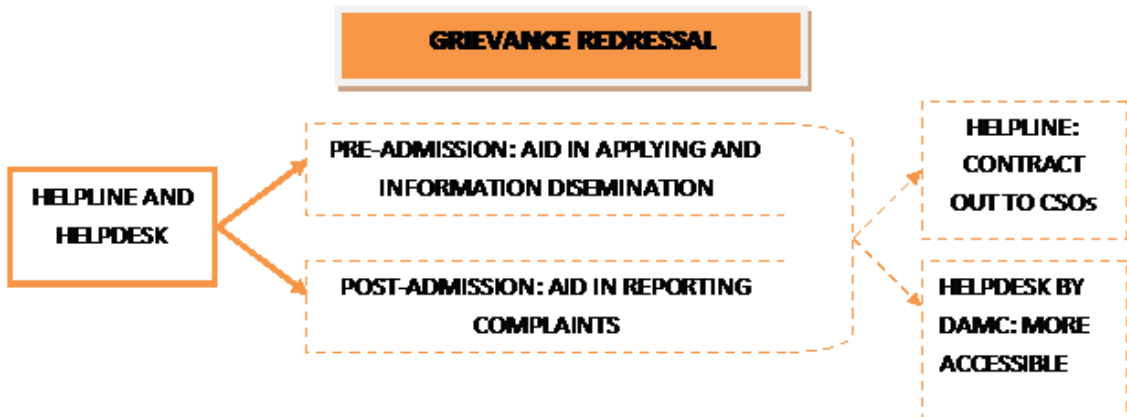 GRIEVANCE REDRESSAL
HELPLINE AND
HELPDESK
PRE-ADMISSION: AID IN APPLYING AND
INFORMATION DISEMINATION
POST-ADMISSION: AID IN REPORTING
COMPLAINTS
HELPLINE:
CONTRACT
OUT TO CSOs
HELPDESK BY
DAMC: MORE
ACCESSIBLE